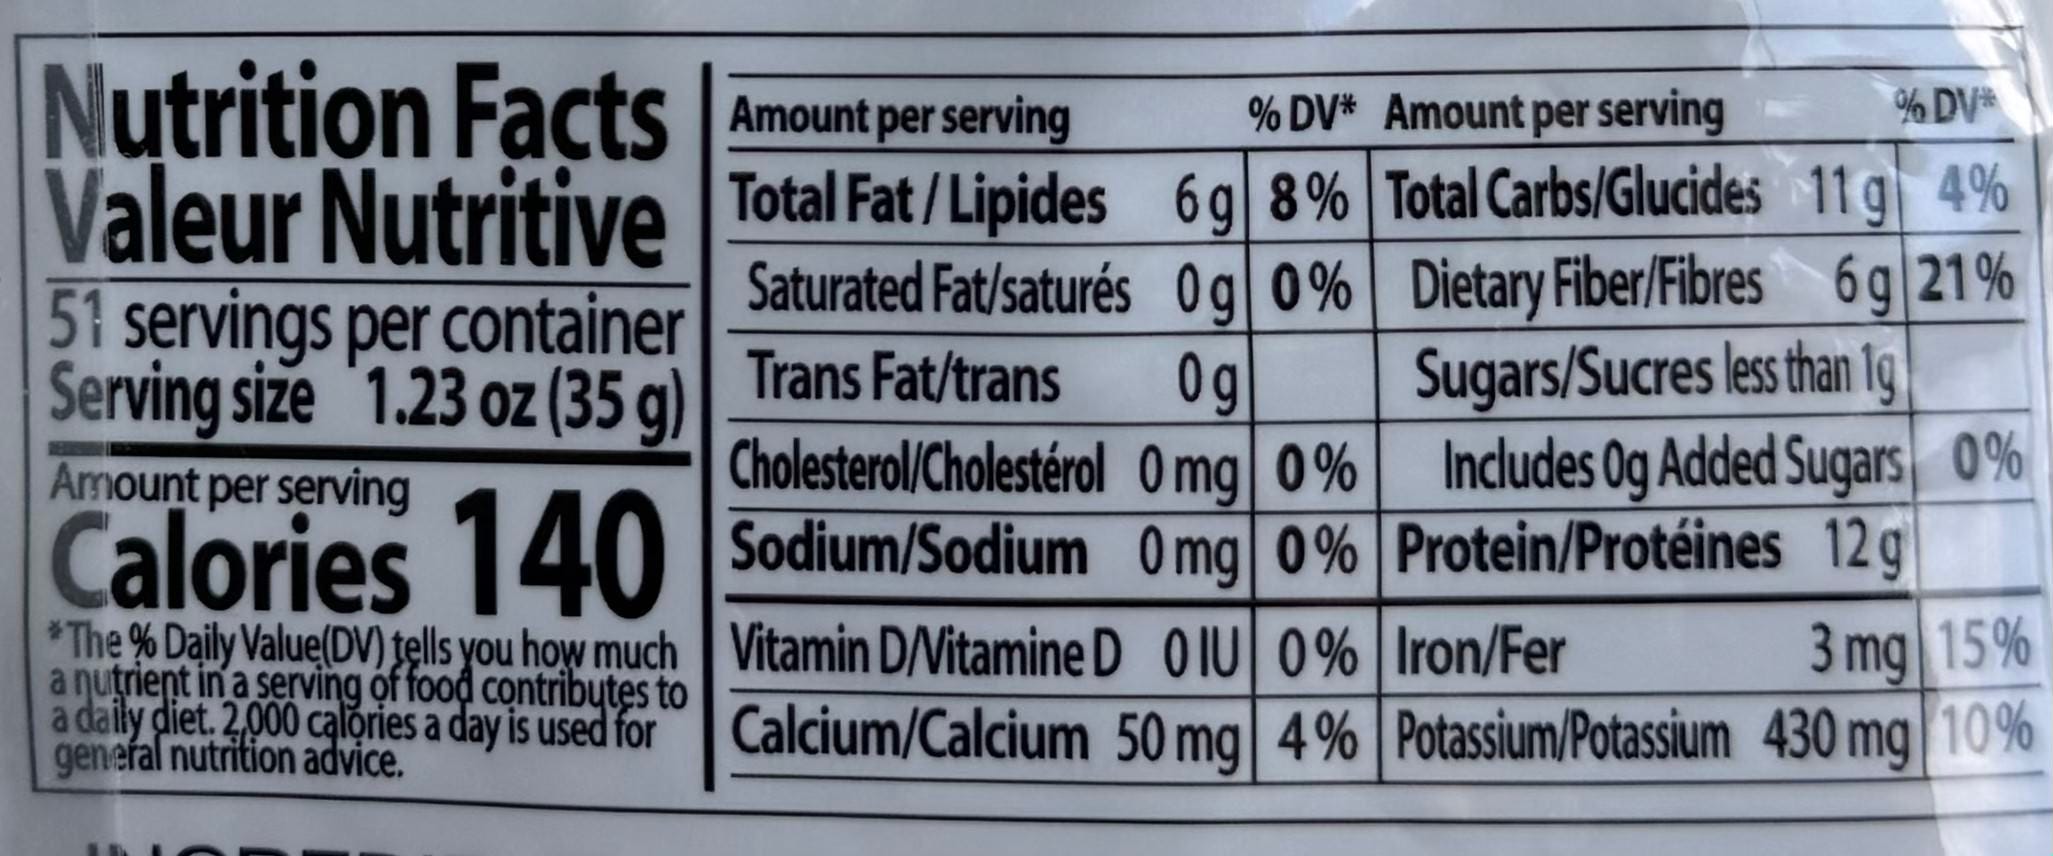 Nutrition Facts
Valeur Nutritive
51 servings per container
Serving size 1.23 oz (35 g)
Amount per serving
Calories 140
*The % Daily Value(DV) tells you how much
a nutrient in a serving of food contributes to
a daily diet. 2,000 calories a day is used for
general nutrition advice.
Amount per serving % DV*
Total Fat / Lipides 6 g 8 %
Saturated Fat/saturés 0 g 0 %
Trans Fat/trans 0 g
Cholesterol/Cholestérol 0 mg 0 %
Sodium/Sodium 0 mg 0 %
Vitamin D/Vitamine D 0 IU 0 %
Calcium/Calcium 50 mg 4 %
Amount per serving % DV*
Total Carbs/Glucides 11 g 4%
Dietary Fiber/Fibres 6 g 21%
Sugars/Sucres less than 1g
Includes 0g Added Sugars 0%
Protein/Protéines 12 g
Iron/Fer 3 mg 15%
Potassium/Potassium 430 mg 10%